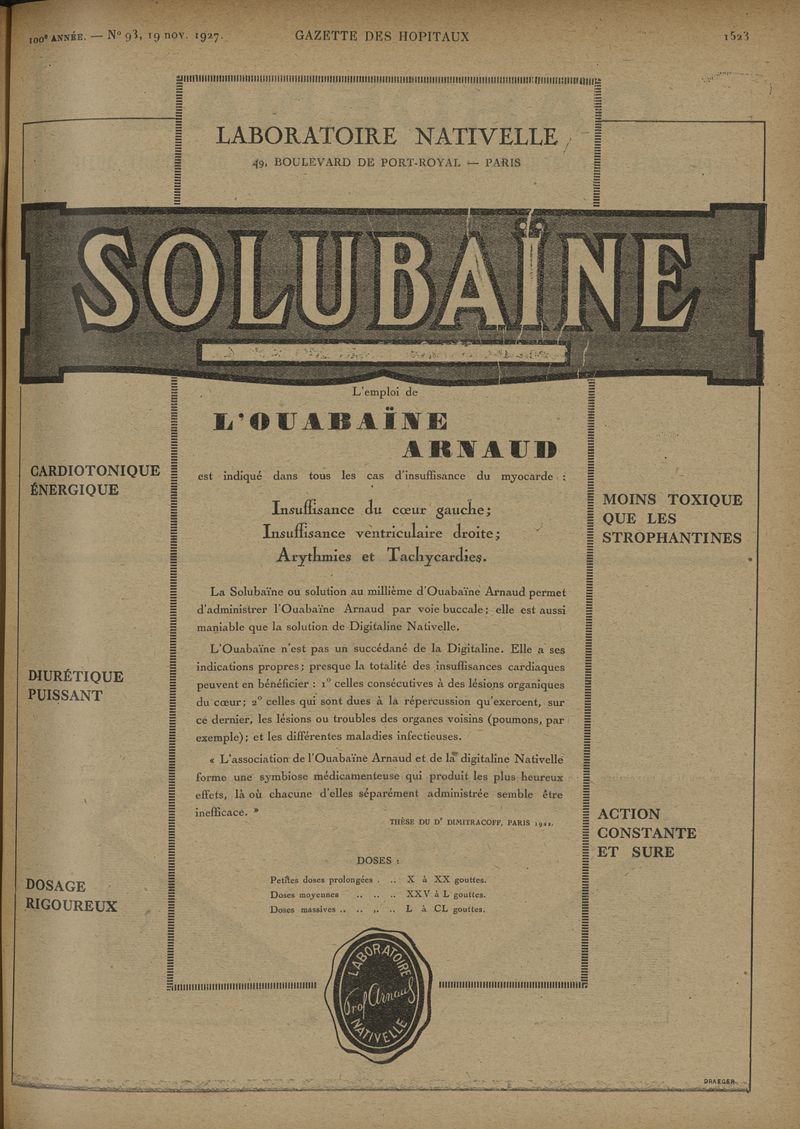 100e ANNÉE. — N° 93, 19 nov. 1927.
GAZETTE DES HOPITAUX
1523
LABORATOIRE NATIVELLE
49, BOULEVARD DE PORT-ROYAL — PARIS
SOLUBAÏNE
L'emploi de
L'OUABAÏNE
ARNAUD
est indiqué dans tous les cas d'insuffisance du myocarde :
Insuffisance du cœur gauche;
Insuffisance ventriculaire droite;
Arythmies et Tachycardies.
La Solubaïne ou solution au millième d'Ouabaïne Arnaud permet
d'administrer l'Ouabaïne Arnaud par voie buccale; elle est aussi
maniable que la solution de Digitaline Nativelle.
L'Ouabaïne n'est pas un succédané de la Digitaline. Elle a ses
indications propres; presque la totalité des insuffisances cardiaques
peuvent en bénéficier : 1° celles consécutives à des lésions organiques
du cœur; 2° celles qui sont dues à la répercussion qu'exercent, sur
ce dernier, les lésions ou troubles des organes voisins (poumons, par
exemple); et les différentes maladies infectieuses.
« L'association de l'Ouabaïne Arnaud et de la digitaline Nativelle
forme une symbiose médicamenteuse qui produit les plus heureux
effets, là où chacune d'elles séparément administrée semble être
inefficace. »
THÈSE DU Dr DIMITRACOFF, PARIS 1922.
DOSES :
Petites doses prolongées . .. X à XX gouttes.
Doses moyennes .. .. .. XXV à L gouttes.
Doses massives .. .. .. .. L à CL gouttes.
CARDIOTONIQUE
ÉNERGIQUE
DIURÉTIQUE
PUISSANT
DOSAGE
RIGOUREUX
MOINS TOXIQUE
QUE LES
STROPHANTINES
ACTION
CONSTANTE
ET SURE
LABORATOIRE
Prof Arnaud
NATIVELLE
DRAEGER